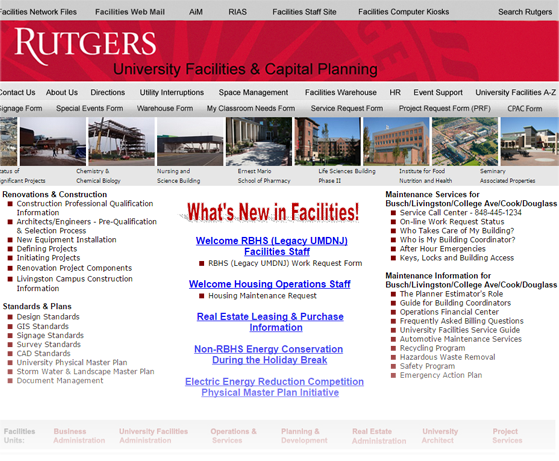 Facilities Network Files Facilities Web Mail AiM RIAS Facilities Staff Site Facilities Computer Kiosks Search Rutgers
RUTGERS
University Facilities & Capital Planning
Contact Us About Us Directions Utility Interruptions Space Management Facilities Warehouse HR Event Support University Facilities A-Z
Signage Form Special Events Form Warehouse Form My Classroom Needs Form Service Request Form Project Request Form (PRF) CPAC Form
Status of Chemistry & Nursing and Ernest Mario Life Sciences Building Institute for Food Seminary
Significant Projects Chemical Biology Science Building School of Pharmacy Phase II Nutrition and Health Associated Properties
Renovations & Construction
Construction Professional Qualification
Information
Architects/Engineers - Pre-Qualification
& Selection Process
New Equipment Installation
Defining Projects
Initiating Projects
Renovation Project Components
Livingston Campus Construction
Information
Standards & Plans
Design Standards
GIS Standards
Signage Standards
Survey Standards
CAD Standards
University Physical Master Plan
Storm Water & Landscape Master Plan
Document Management
What's New in Facilities!
Welcome RBHS (Legacy UMDNJ)
Facilities Staff
RBHS (Legacy UMDNJ) Work Request Form
Welcome Housing Operations Staff
Housing Maintenance Request
Real Estate Leasing & Purchase
Information
Non-RBHS Energy Conservation
During the Holiday Break
Electric Energy Reduction Competition
Physical Master Plan Initiative
Maintenance Services for
Busch/Livingston/College Ave/Cook/Douglass
Service Call Center - 848-445-1234
On-line Work Request Status
Who Takes Care of My Building?
Who is My Building Coordinator?
After Hour Emergencies
Keys, Locks and Building Access
Maintenance Information for
Busch/Livingston/College Ave/Cook/Douglass
The Planner Estimator's Role
Guide for Building Coordinators
Operations Financial Center
Frequently Asked Billing Questions
University Facilities Service Guide
Automotive Maintenance Services
Recycling Program
Hazardous Waste Removal
Safety Program
Emergency Action Plan
Facilities Business University Facilities Operations & Planning & Real Estate University Project
Units: Administration Administration Services Development Administration Architect Services